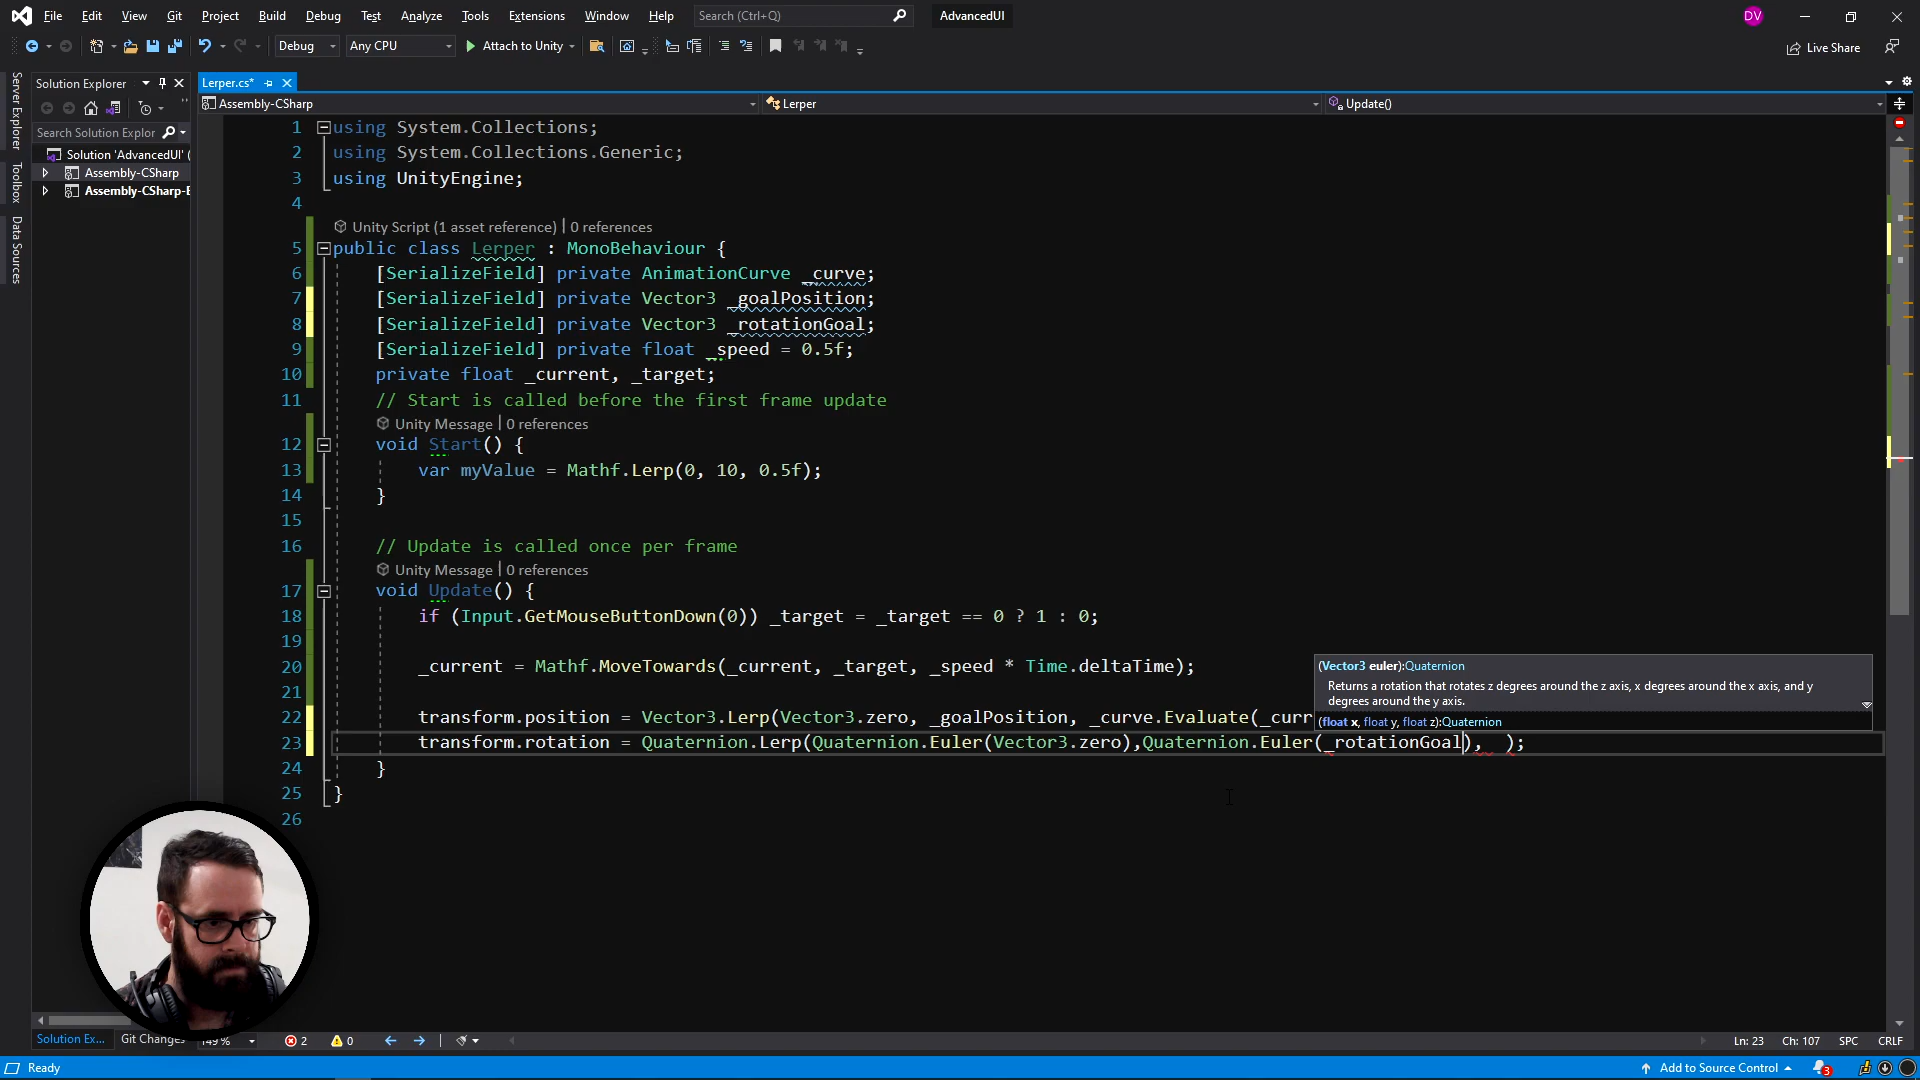 File Edit View Git Project Build Debug Test Analyze Tools Extensions Window Help Search (Ctrl+Q) AdvancedUI DV
Debug Any CPU Attach to Unity Live Share
Server Explorer
Toolbox
Data Sources
Solution Explorer
Search Solution Explor
Solution 'AdvancedUI' (
Assembly-CSharp
Assembly-CSharp-E
Lerper.cs*
Assembly-CSharp Lerper Update()
1 using System.Collections;
2 using System.Collections.Generic;
3 using UnityEngine;
4
Unity Script (1 asset reference) | 0 references
5 public class Lerper : MonoBehaviour {
6 [SerializeField] private AnimationCurve _curve;
7 [SerializeField] private Vector3 _goalPosition;
8 [SerializeField] private Vector3 _rotationGoal;
9 [SerializeField] private float _speed = 0.5f;
10 private float _current, _target;
11 // Start is called before the first frame update
Unity Message | 0 references
12 void Start() {
13 var myValue = Mathf.Lerp(0, 10, 0.5f);
14 }
15
16 // Update is called once per frame
Unity Message | 0 references
17 void Update() {
18 if (Input.GetMouseButtonDown(0)) _target = _target == 0 ? 1 : 0;
19
20 _current = Mathf.MoveTowards(_current, _target, _speed * Time.deltaTime);
21
22 transform.position = Vector3.Lerp(Vector3.zero, _goalPosition, _curve.Evaluate(_curr
23 transform.rotation = Quaternion.Lerp(Quaternion.Euler(Vector3.zero),Quaternion.Euler(_rotationGoal), );
24 }
25 }
26
(Vector3 euler):Quaternion
Returns a rotation that rotates z degrees around the z axis, x degrees around the x axis, and y
degrees around the y axis.
(float x, float y, float z):Quaternion
Solution Ex... Git Changes 149 % 2 0 Ln: 23 Ch: 107 SPC CRLF
Ready Add to Source Control 3